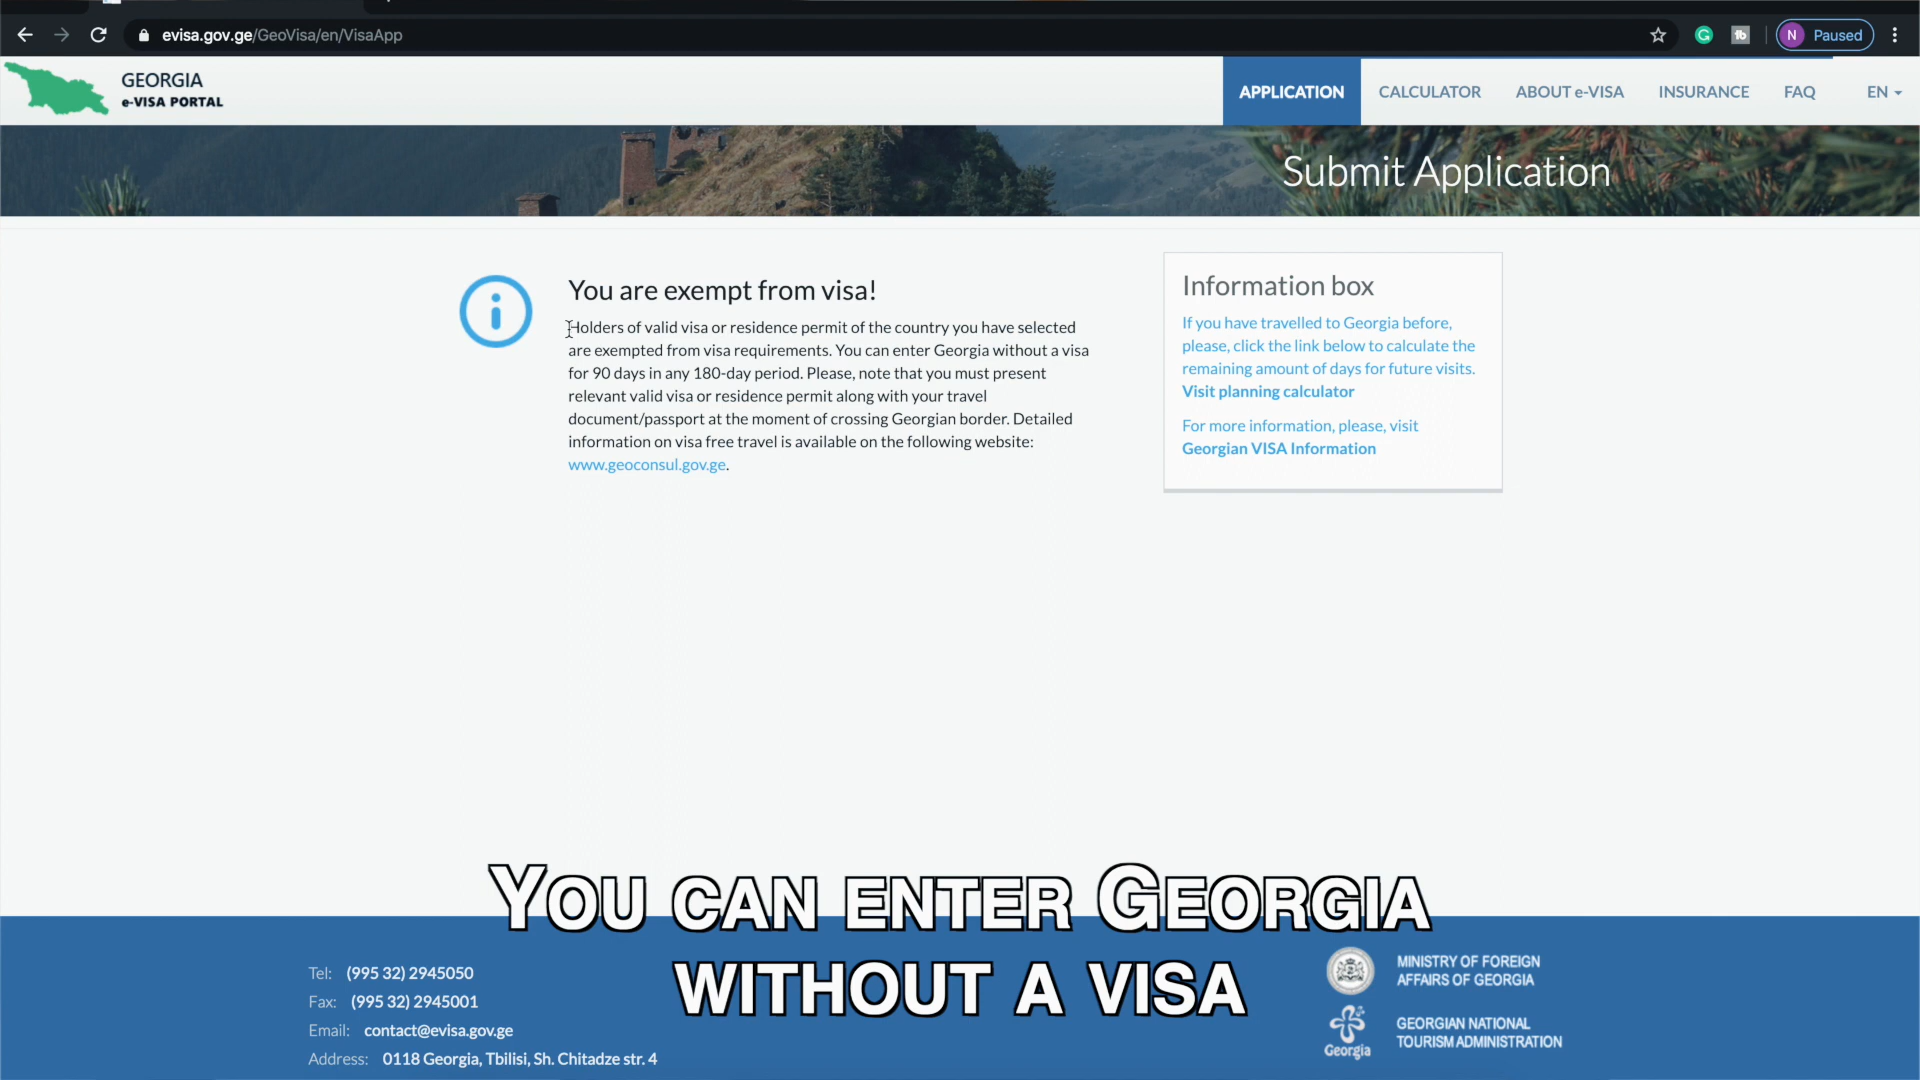 evisa.gov.ge/GeoVisa/en/VisaApp
N Paused
GEORGIA
e-VISA PORTAL
APPLICATION CALCULATOR ABOUT e-VISA INSURANCE FAQ EN
Submit Application
You are exempt from visa!
Holders of valid visa or residence permit of the country you have selected
are exempted from visa requirements. You can enter Georgia without a visa
for 90 days in any 180-day period. Please, note that you must present
relevant valid visa or residence permit along with your travel
document/passport at the moment of crossing Georgian border. Detailed
information on visa free travel is available on the following website:
www.geoconsul.gov.ge.
Information box
If you have travelled to Georgia before,
please, click the link below to calculate the
remaining amount of days for future visits.
Visit planning calculator
For more information, please, visit
Georgian VISA Information
YOU CAN ENTER GEORGIA
WITHOUT A VISA
Tel: (995 32) 2945050
Fax: (995 32) 2945001
Email: contact@evisa.gov.ge
Address: 0118 Georgia, Tbilisi, Sh. Chitadze str. 4
MINISTRY OF FOREIGN
AFFAIRS OF GEORGIA
Georgia
GEORGIAN NATIONAL
TOURISM ADMINISTRATION